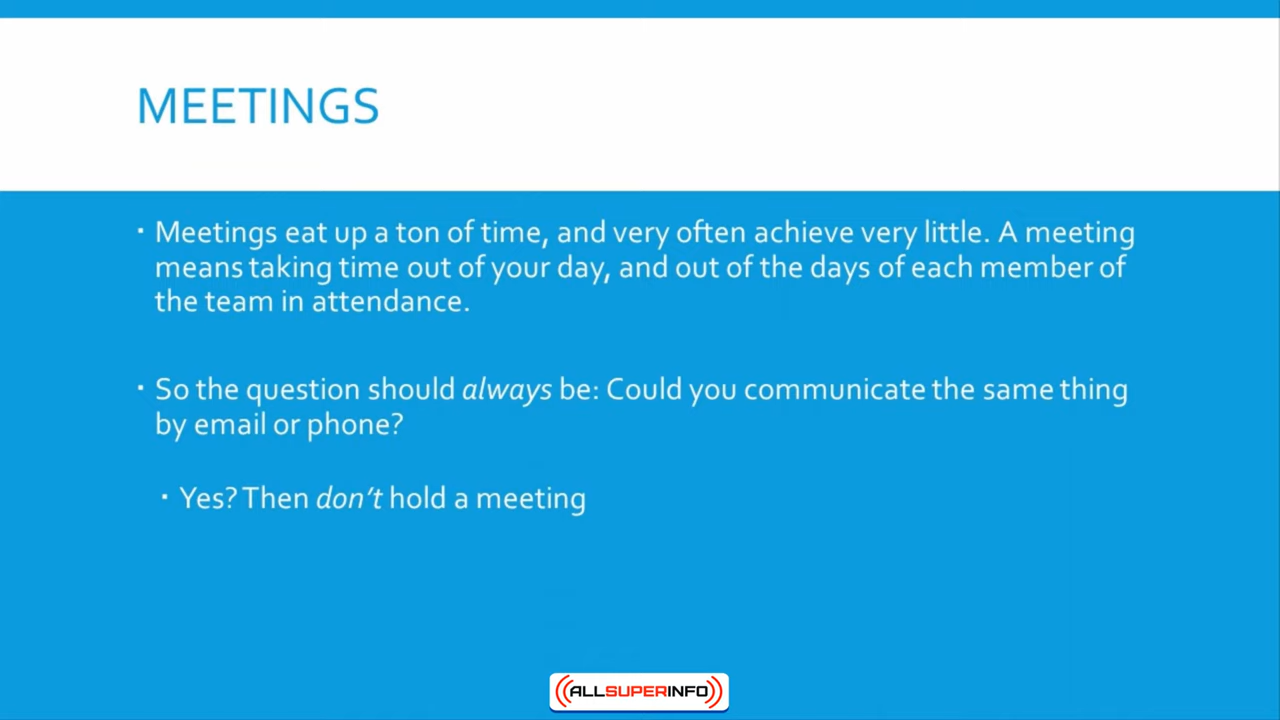 MEETINGS
▪ Meetings eat up a ton of time, and very often achieve very little. A meeting
means taking time out of your day, and out of the days of each member of
the team in attendance.
▪ So the question should always be: Could you communicate the same thing
by email or phone?
▪ Yes? Then don’t hold a meeting
ALLSUPERINFO